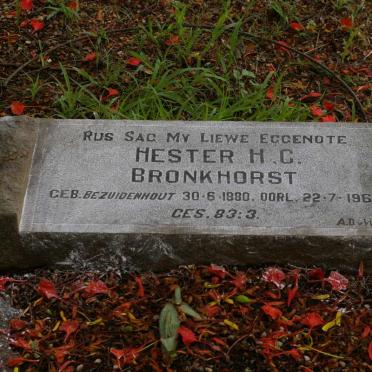 RUS SAG MY LIEWE EGGENOTE
HESTER H.C.
BRONKHORST
GEB. BEZUIDENHOUT 30-6-1880. OORL. 22-7-196
GES. 83:3.
A.D.